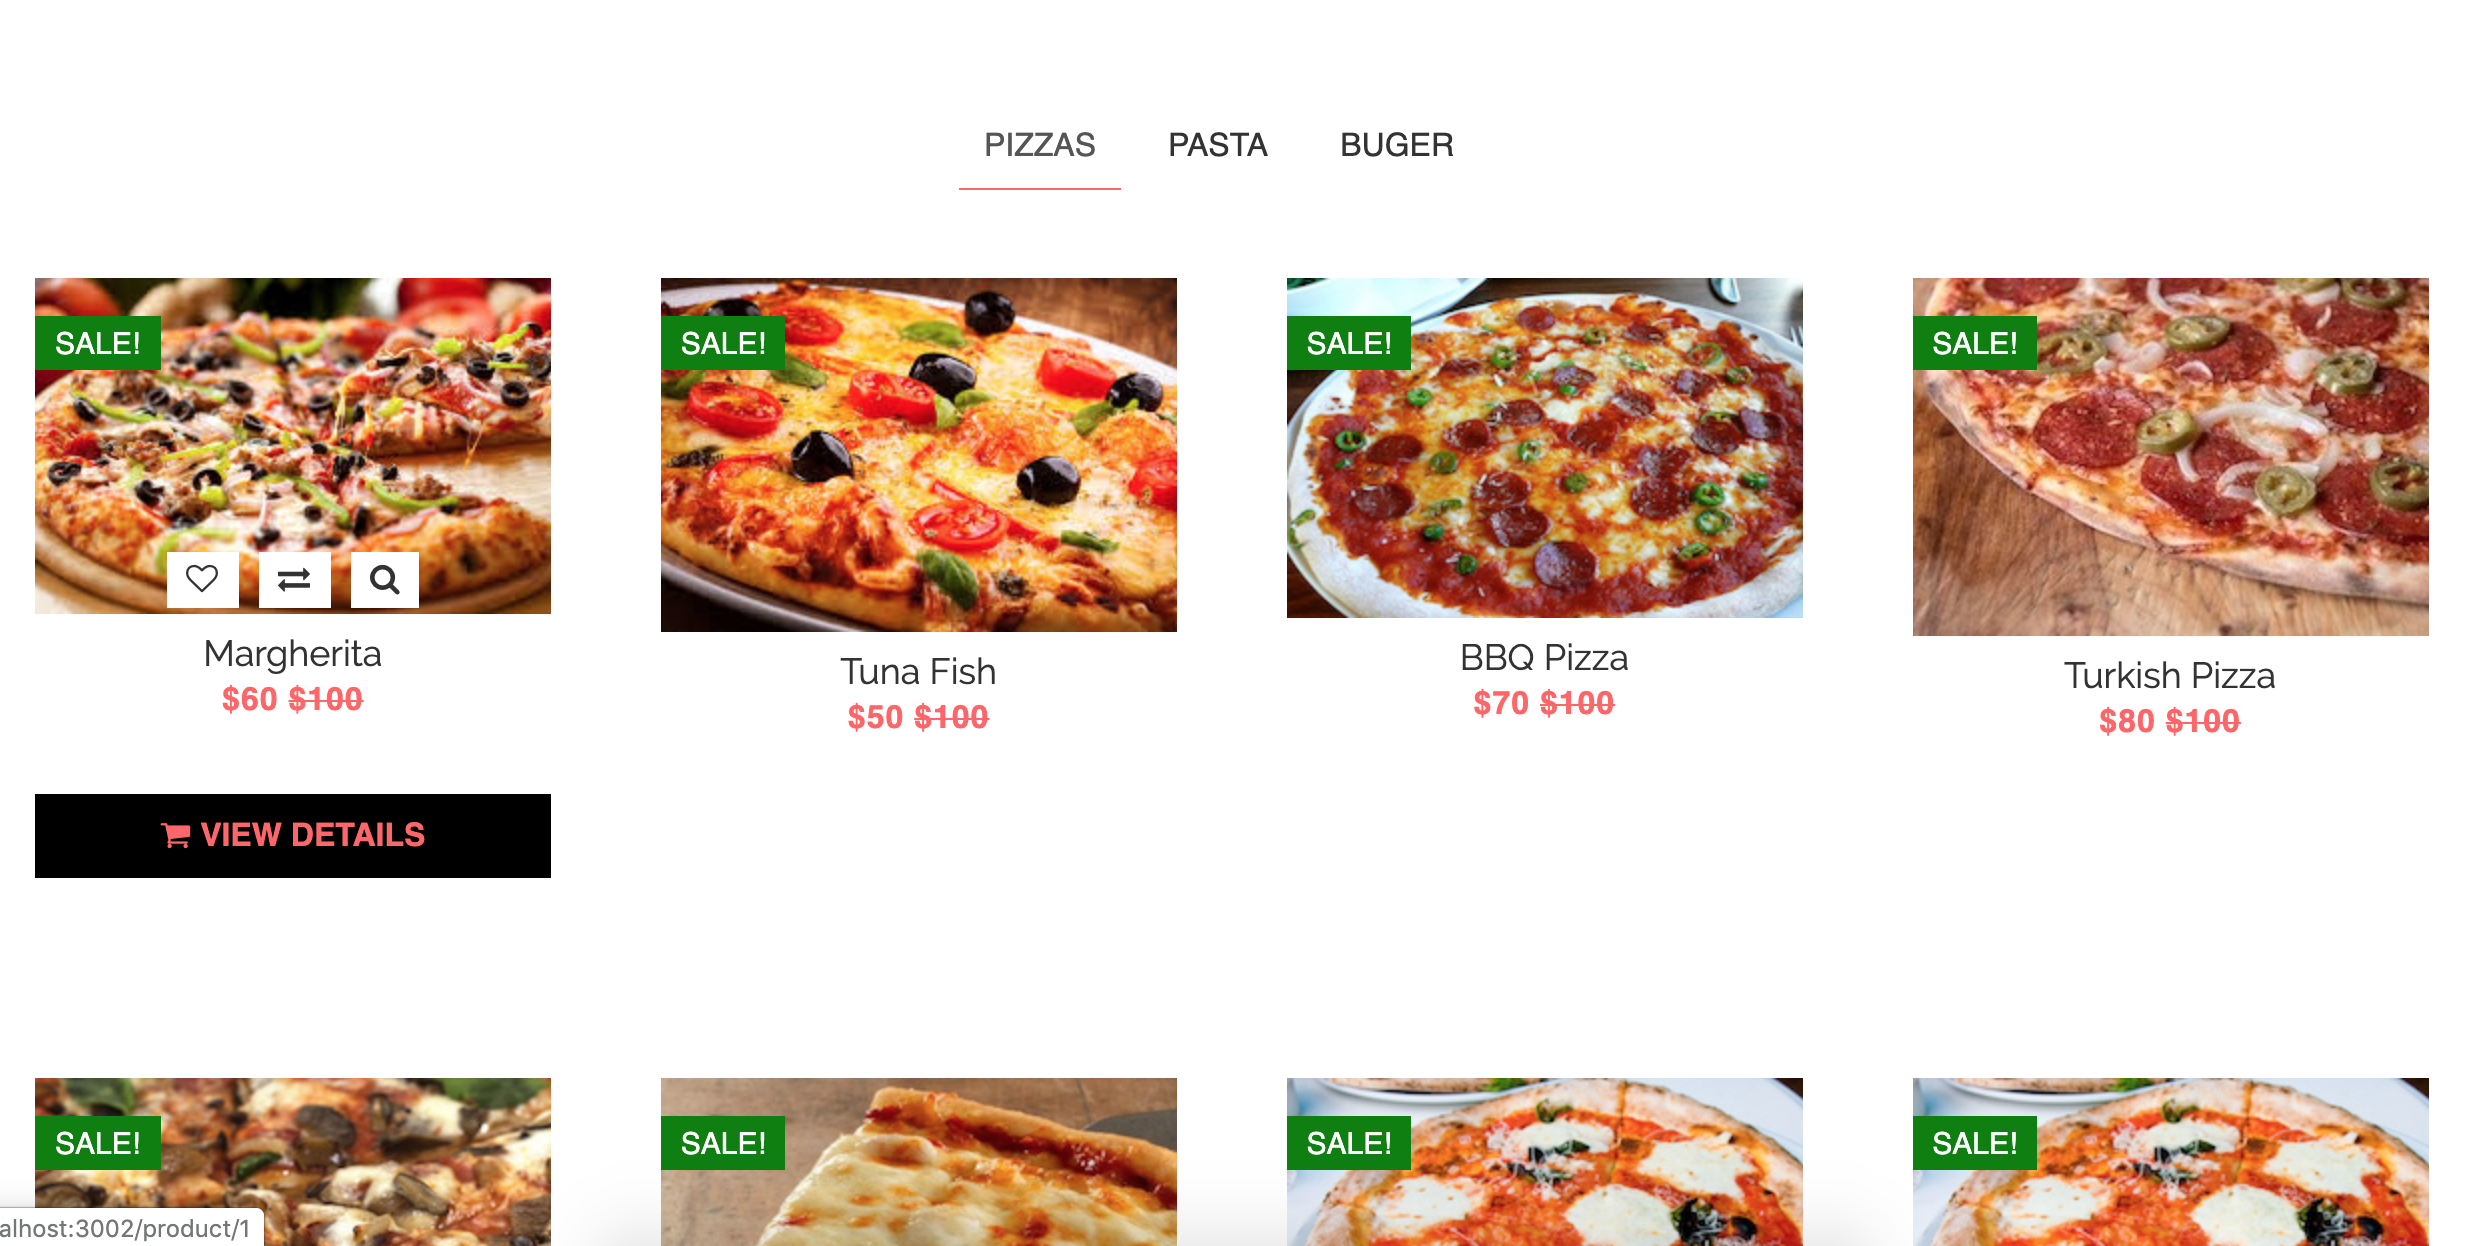 PIZZAS PASTA BUGER
SALE! SALE! SALE! SALE!
Margherita
$60 $100
Tuna Fish
$50 $100
BBQ Pizza
$70 $100
Turkish Pizza
$80 $100
VIEW DETAILS
SALE! SALE! SALE! SALE!
alhost:3002/product/1